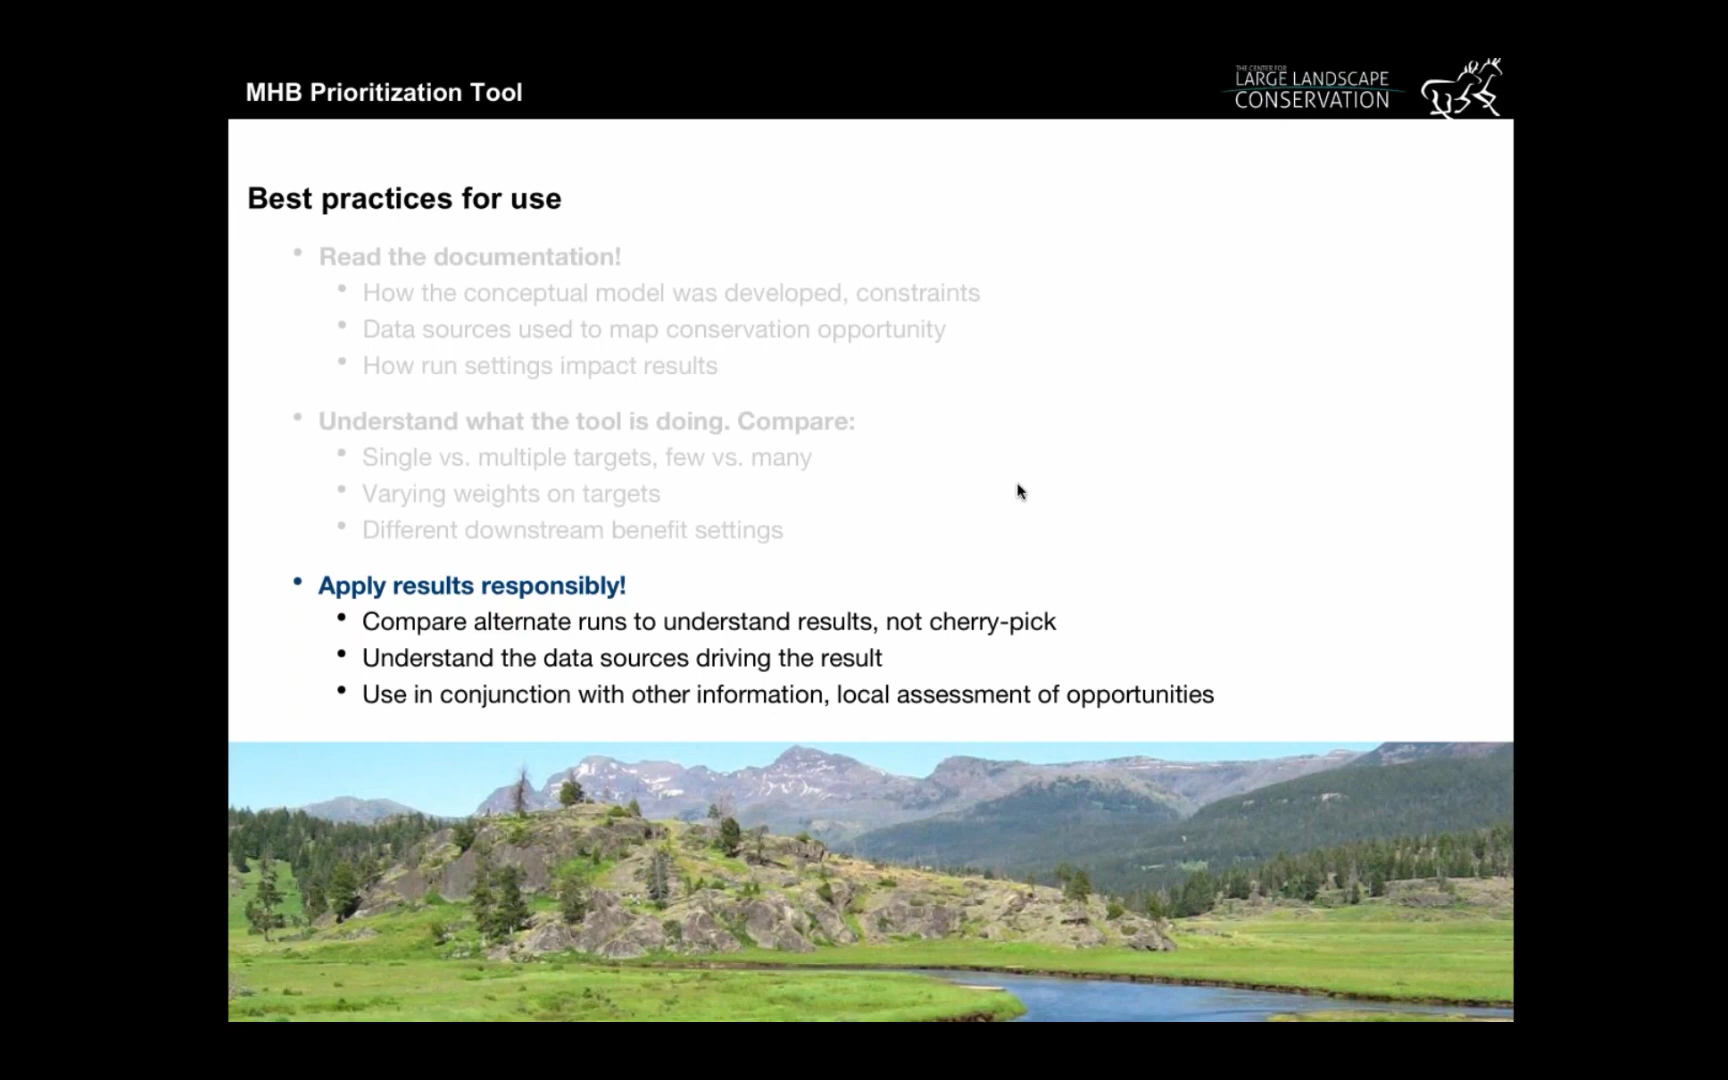 MHB Prioritization Tool
THE CENTER FOR
LARGE LANDSCAPE
CONSERVATION
Best practices for use
• Read the documentation!
• How the conceptual model was developed, constraints
• Data sources used to map conservation opportunity
• How run settings impact results
• Understand what the tool is doing. Compare:
• Single vs. multiple targets, few vs. many
• Varying weights on targets
• Different downstream benefit settings
• Apply results responsibly!
• Compare alternate runs to understand results, not cherry-pick
• Understand the data sources driving the result
• Use in conjunction with other information, local assessment of opportunities